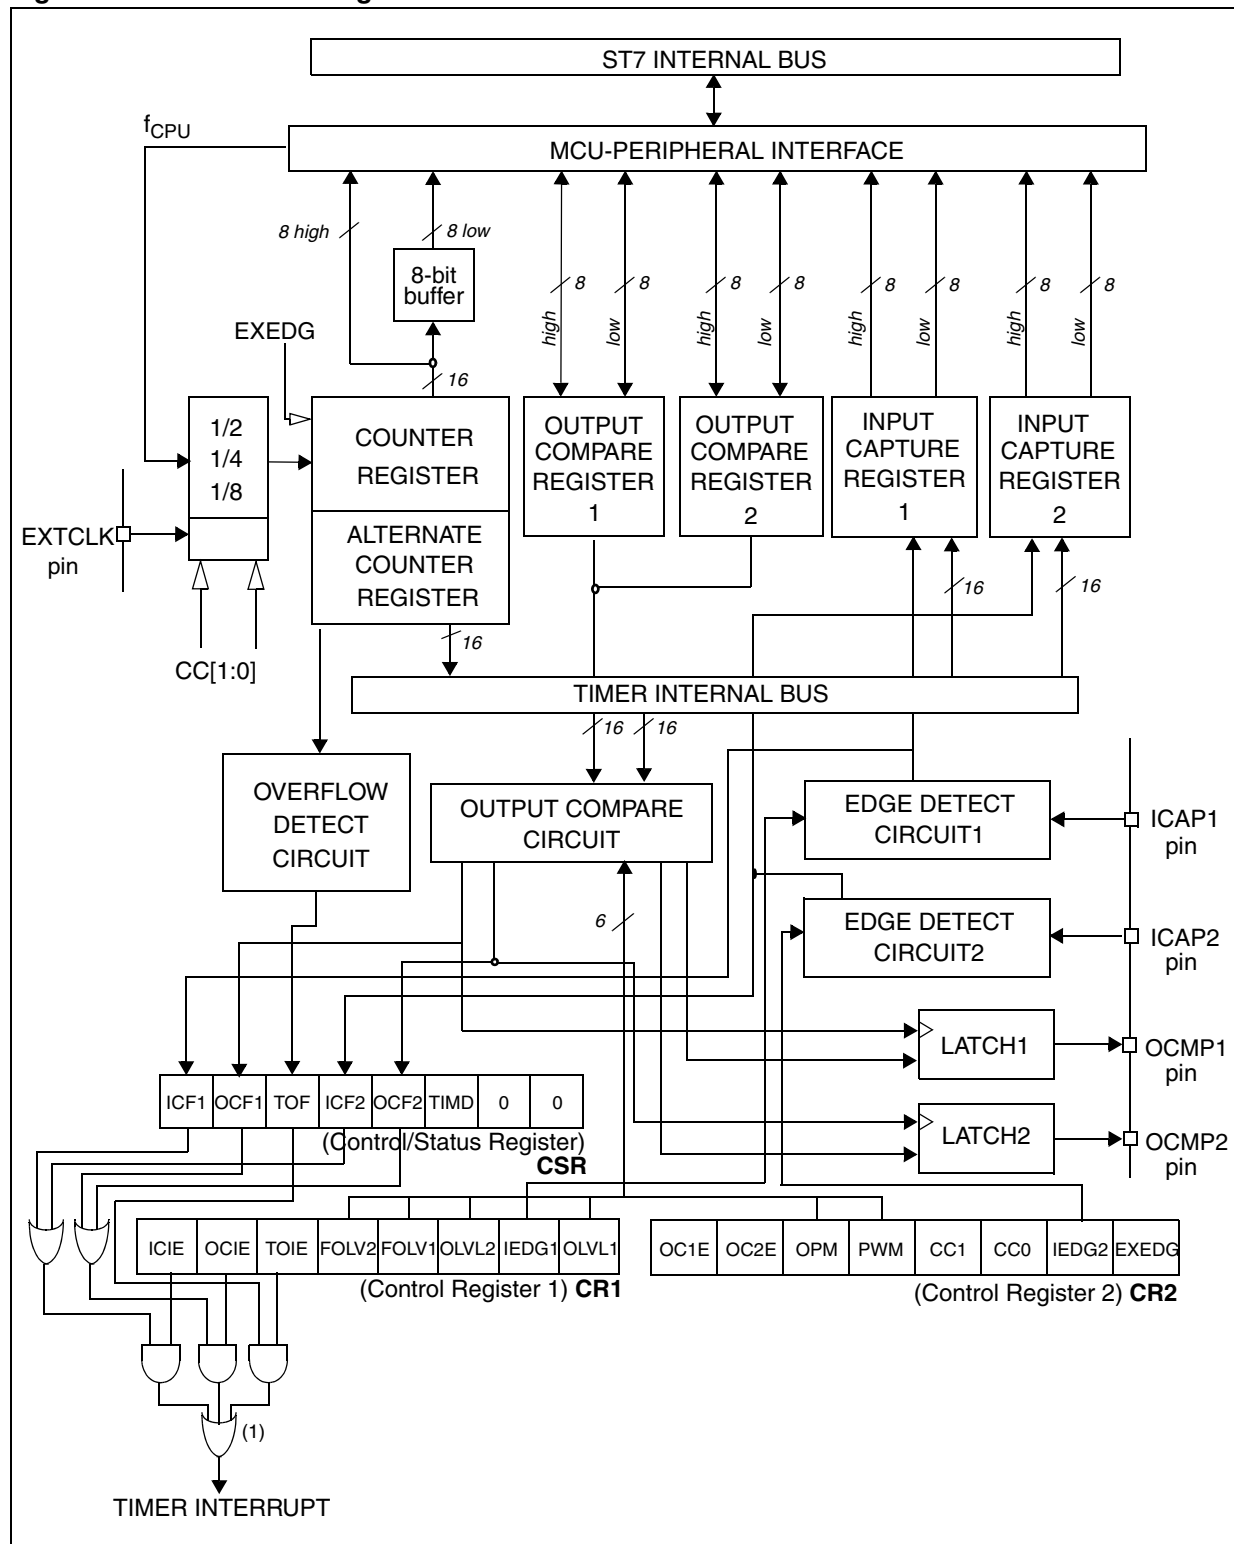 ST7 INTERNAL BUS
fCPU
MCU-PERIPHERAL INTERFACE
8 high
8 low
8-bit
buffer
8
8
8
8
8
8
8
8
high
low
high
low
high
low
high
low
EXEDG
16
1/2
1/4
1/8
COUNTER
REGISTER
OUTPUT
COMPARE
REGISTER
1
OUTPUT
COMPARE
REGISTER
2
INPUT
CAPTURE
REGISTER
1
INPUT
CAPTURE
REGISTER
2
EXTCLK
pin
ALTERNATE
COUNTER
REGISTER
16
16
16
CC[1:0]
TIMER INTERNAL BUS
16
16
OVERFLOW
DETECT
CIRCUIT
OUTPUT COMPARE
CIRCUIT
EDGE DETECT
CIRCUIT1
ICAP1
pin
6
EDGE DETECT
CIRCUIT2
ICAP2
pin
LATCH1
OCMP1
pin
ICF1 OCF1 TOF ICF2 OCF2 TIMD 0 0
(Control/Status Register)
CSR
LATCH2
OCMP2
pin
ICIE OCIE TOIE FOLV2 FOLV1 OLVL2 IEDG1 OLVL1
(Control Register 1) CR1
OC1E OC2E OPM PWM CC1 CC0 IEDG2 EXEDG
(Control Register 2) CR2
(1)
TIMER INTERRUPT